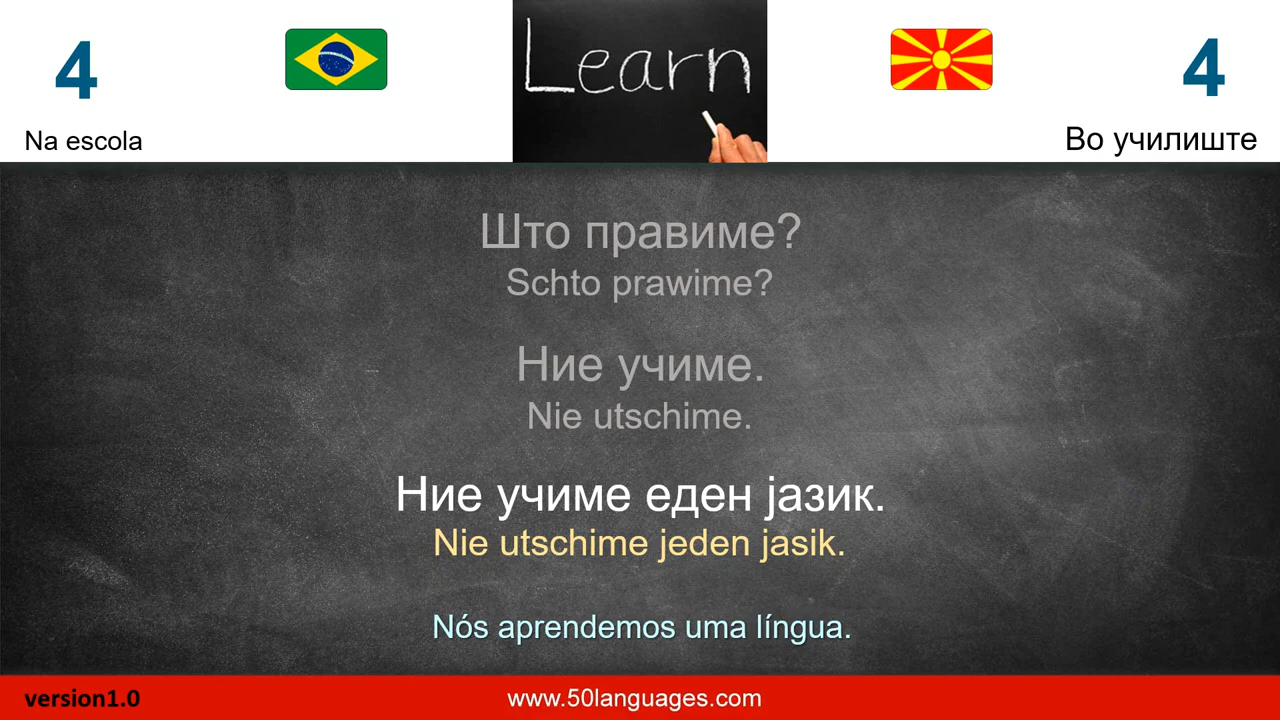 4
Learn
4
Na escola
Во училиште
Што правиме?
Schto prawime?
Ние учиме.
Nie utschime.
Ние учиме еден јазик.
Nie utschime jeden jasik.
Nós aprendemos uma língua.
version1.0
www.50languages.com